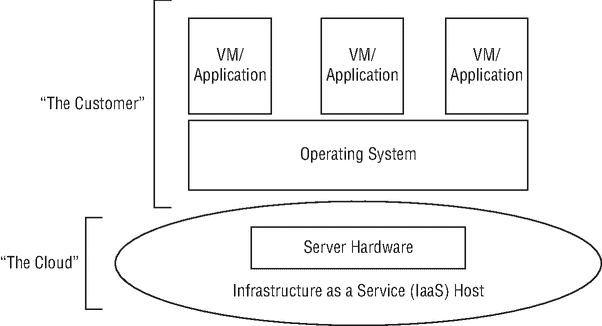 VM/
Application
VM/
Application
VM/
Application
“The Customer”
Operating System
Server Hardware
“The Cloud”
Infrastructure as a Service (IaaS) Host